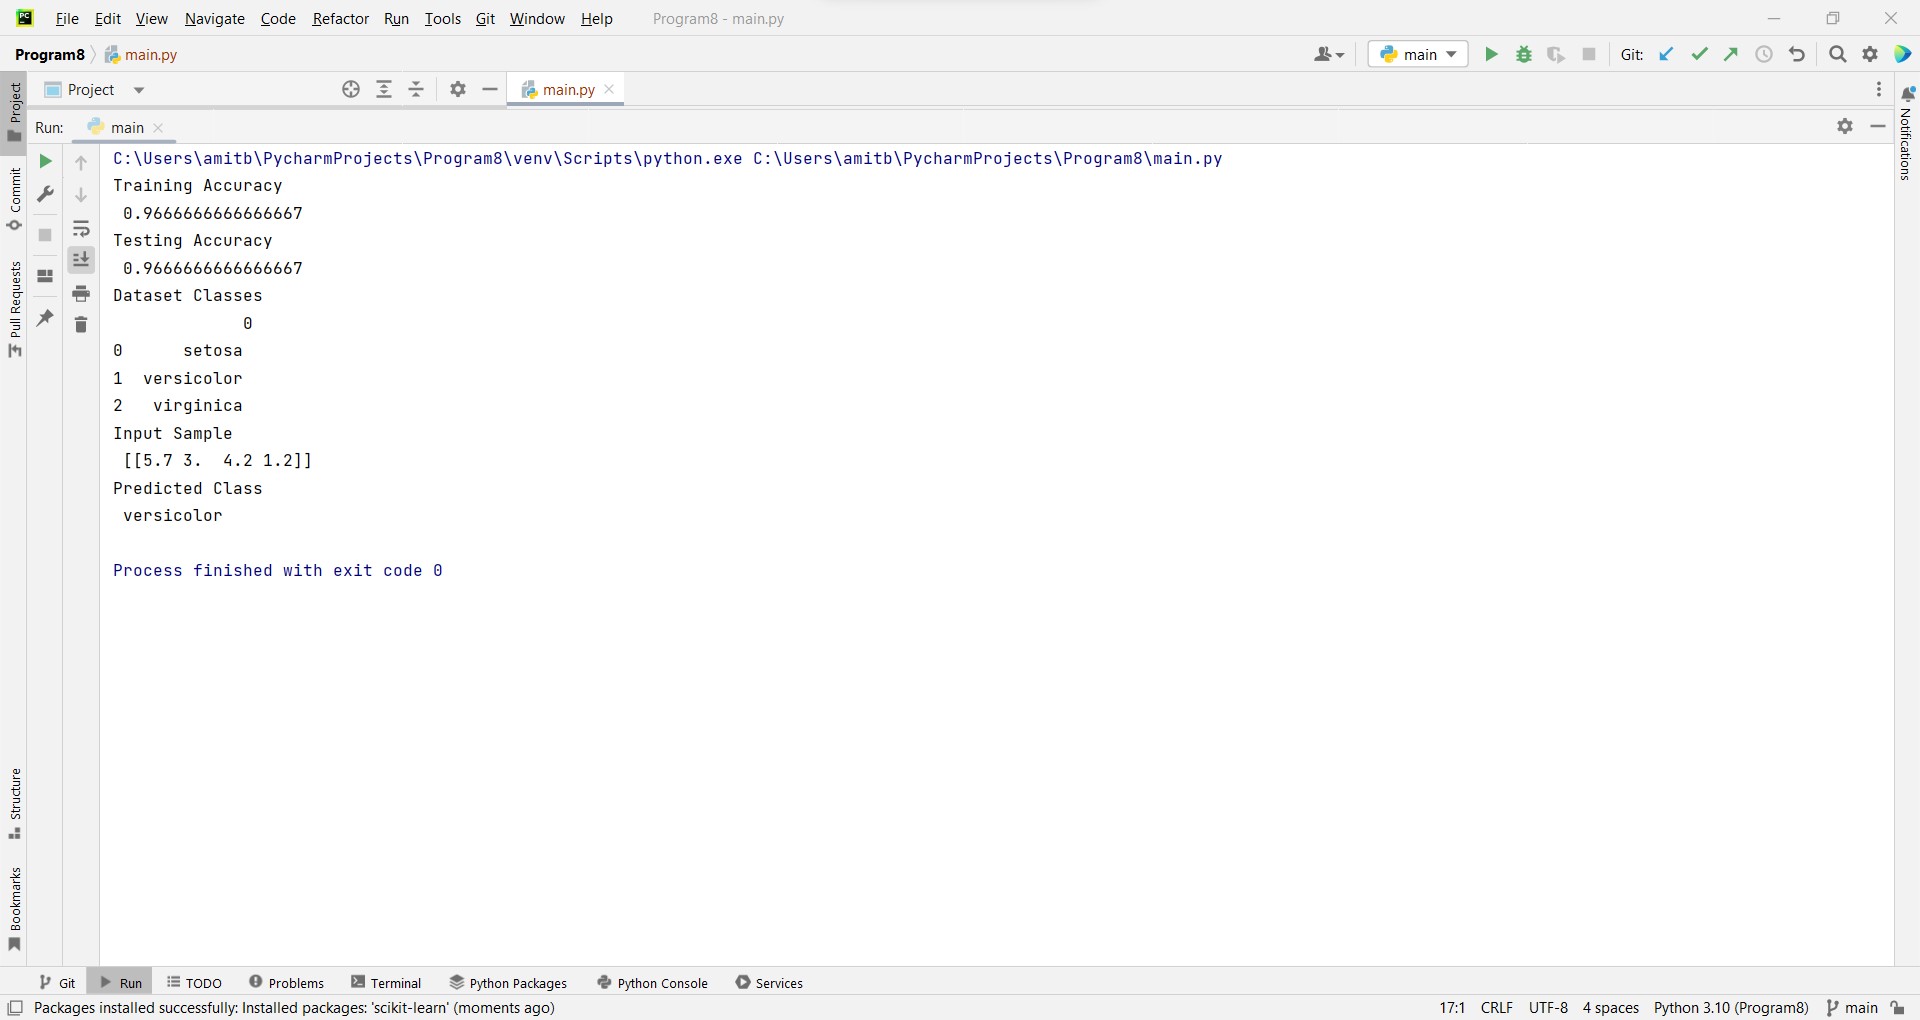 PC File Edit View Navigate Code Refactor Run Tools Git Window Help Program8 - main.py
Program8 main.py main Git:
Project main.py
Run: main
Project
Commit
Pull Requests
Structure
Bookmarks
Notifications
C:\Users\amitb\PycharmProjects\Program8\venv\Scripts\python.exe C:\Users\amitb\PycharmProjects\Program8\main.py
Training Accuracy
0.9666666666666667
Testing Accuracy
0.9666666666666667
Dataset Classes
0
0 setosa
1 versicolor
2 virginica
Input Sample
[[5.7 3. 4.2 1.2]]
Predicted Class
versicolor
Process finished with exit code 0
Git Run TODO Problems Terminal Python Packages Python Console Services
Packages installed successfully: Installed packages: 'scikit-learn' (moments ago) 17:1 CRLF UTF-8 4 spaces Python 3.10 (Program8) main